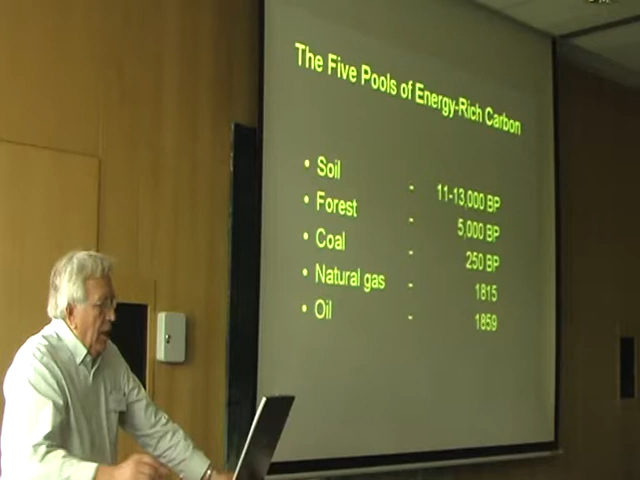 The Five Pools of Energy-Rich Carbon
• Soil - 11-13,000 BP
• Forest - 5,000 BP
• Coal - 250 BP
• Natural gas - 1815
• Oil - 1859